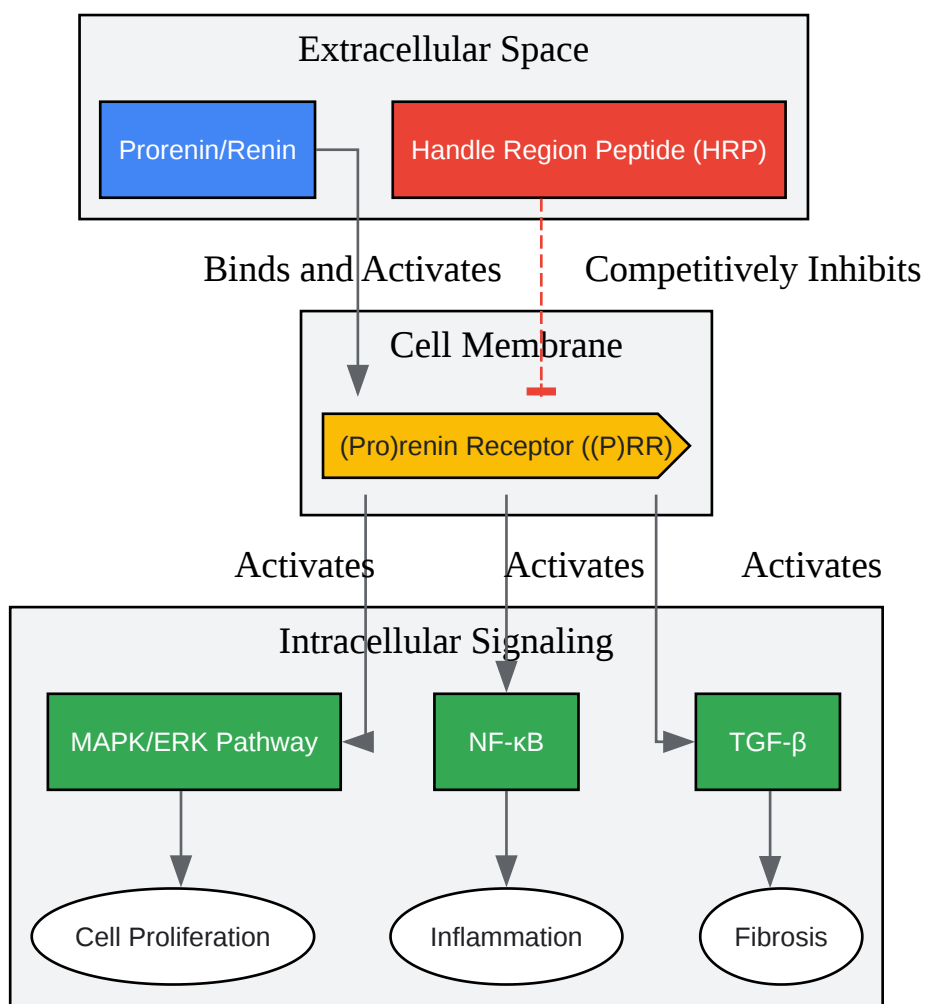 Extracellular Space
Prorenin/Renin
Handle Region Peptide (HRP)
Binds and Activates
Competitively Inhibits
Cell Membrane
(Pro)renin Receptor ((P)RR)
Activates
Activates
Activates
Intracellular Signaling
MAPK/ERK Pathway
NF-κB
TGF-β
Cell Proliferation
Inflammation
Fibrosis